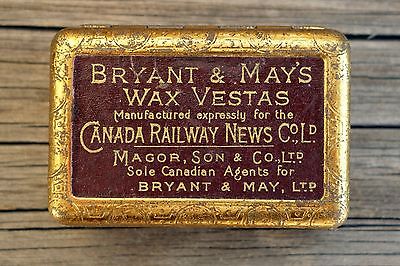 BRYANT & MAY'S
WAX VESTAS
Manufactured expressly for the
CANADA RAILWAY NEWS Co. LD
MAGOR, SON & CO., LTD
Sole Canadian Agents for
BRYANT & MAY, LTD